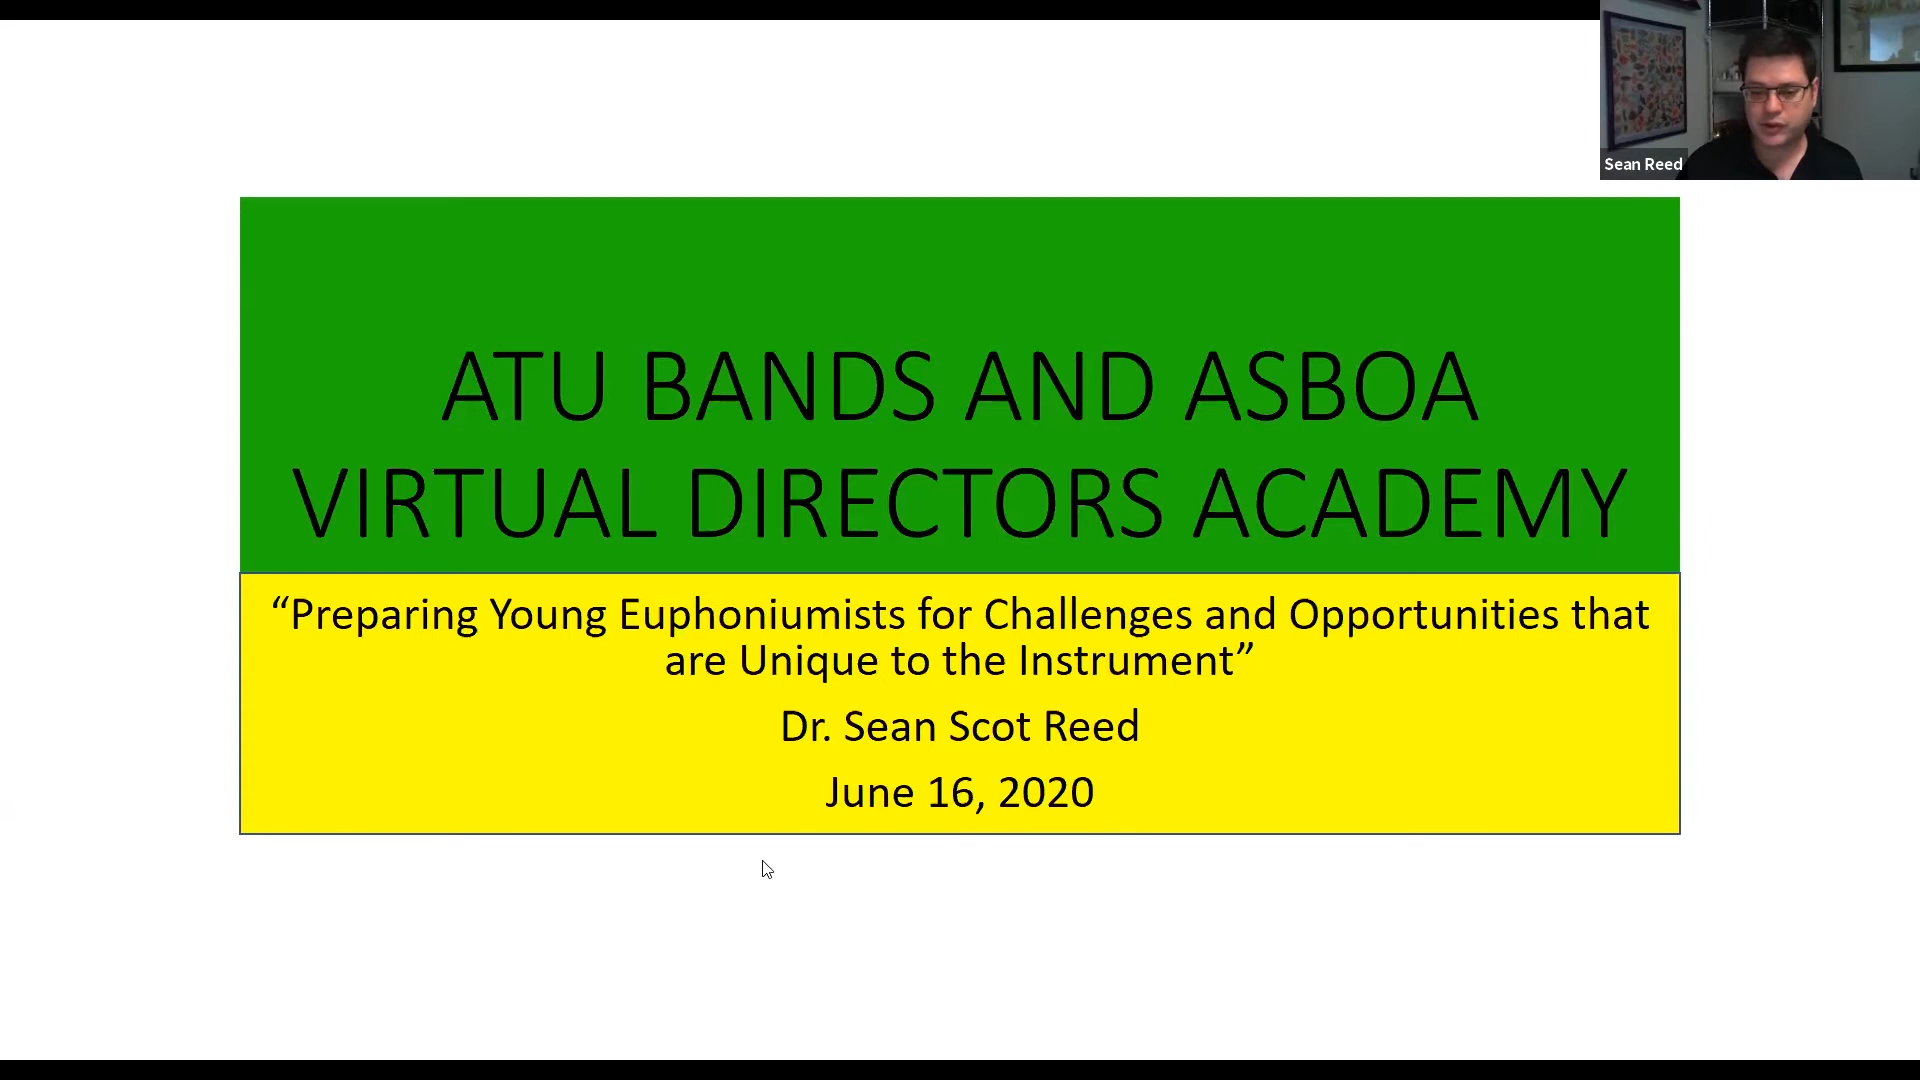 Sean Reed
ATU BANDS AND ASBOA
VIRTUAL DIRECTORS ACADEMY
“Preparing Young Euphoniumists for Challenges and Opportunities that
are Unique to the Instrument”
Dr. Sean Scot Reed
June 16, 2020